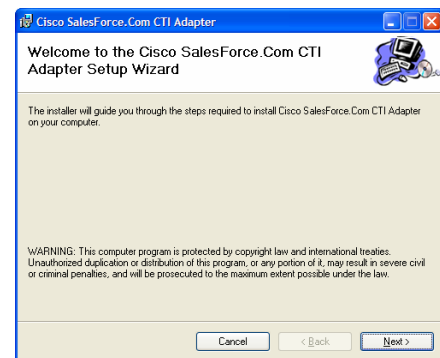 Cisco SalesForce.Com CTI Adapter
Welcome to the Cisco SalesForce.Com CTI
Adapter Setup Wizard
The installer will guide you through the steps required to install Cisco SalesForce.Com CTI Adapter
on your computer.
WARNING: This computer program is protected by copyright law and international treaties.
Unauthorized duplication or distribution of this program, or any portion of it, may result in severe civil
or criminal penalties, and will be prosecuted to the maximum extent possible under the law.
Cancel < Back Next >